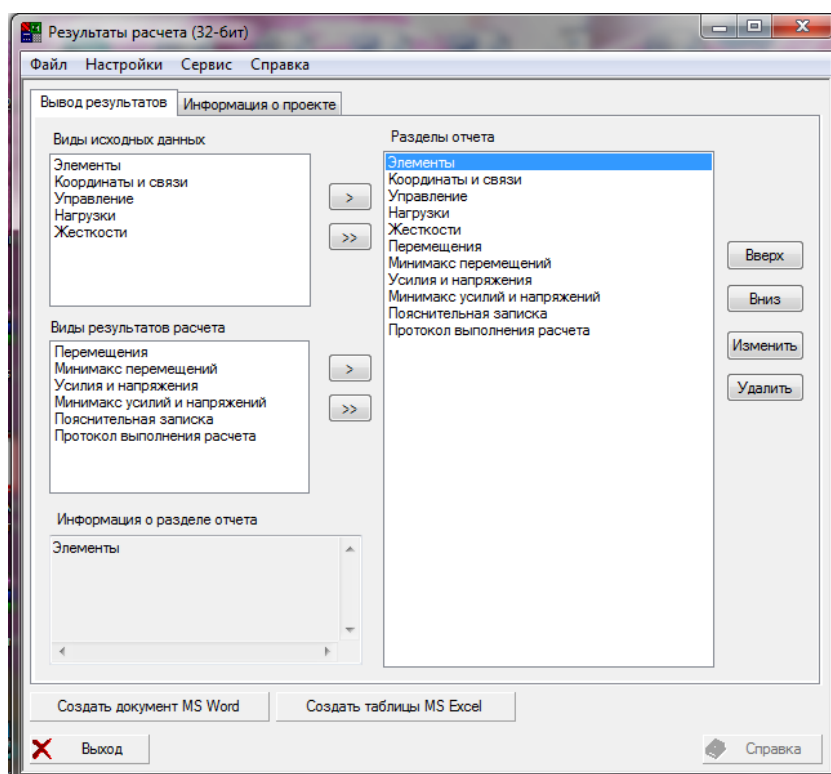 Результаты расчета (32-бит)
Файл Настройки Сервис Справка
Вывод результатов Информация о проекте
Виды исходных данных
Элементы
Координаты и связи
Управление
Нагрузки
Жесткости
>
>>
Виды результатов расчета
Перемещения
Минимакс перемещений
Усилия и напряжения
Минимакс усилий и напряжений
Пояснительная записка
Протокол выполнения расчета
>
>>
Информация о разделе отчета
Элементы
Разделы отчета
Элементы
Координаты и связи
Управление
Нагрузки
Жесткости
Перемещения
Минимакс перемещений
Усилия и напряжения
Минимакс усилий и напряжений
Пояснительная записка
Протокол выполнения расчета
Вверх
Вниз
Изменить
Удалить
Создать документ MS Word Создать таблицы MS Excel
Выход Справка